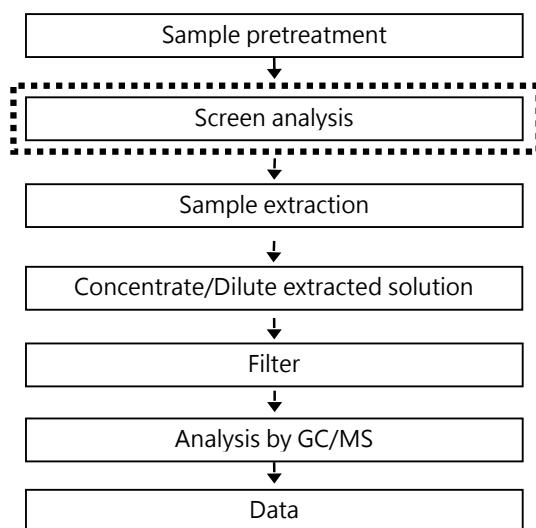 Sample pretreatment
Screen analysis
Sample extraction
Concentrate/Dilute extracted solution
Filter
Analysis by GC/MS
Data